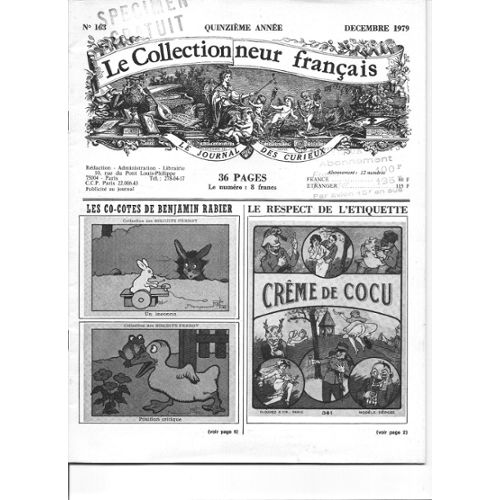 SPECIMEN
GRATUIT
N° 163
QUINZIÈME ANNÉE
DECEMBRE 1979
Le Collectionneur français
LE JOURNAL DES CURIEUX
Rédaction - Administration - Librairie
10, rue du Pont Louis-Philippe
75004 - Paris Tél. : 278-04-17
C.C.P. Paris 22.008-43
Publicité au journal
36 PAGES
Le numéro : 8 francs
Abonnement
Abonnement : 12 numéros
FRANCE 80 F
ETRANGER 115 F
LES CO-COTES DE BENJAMIN RABIER
Collection des BISCUITS PERNOT
Un inconnu
Collection des BISCUITS PERNOT
Position critique
(voir page 6)
LE RESPECT DE L'ETIQUETTE
CRÊME DE COCU
341
(voir page 2)